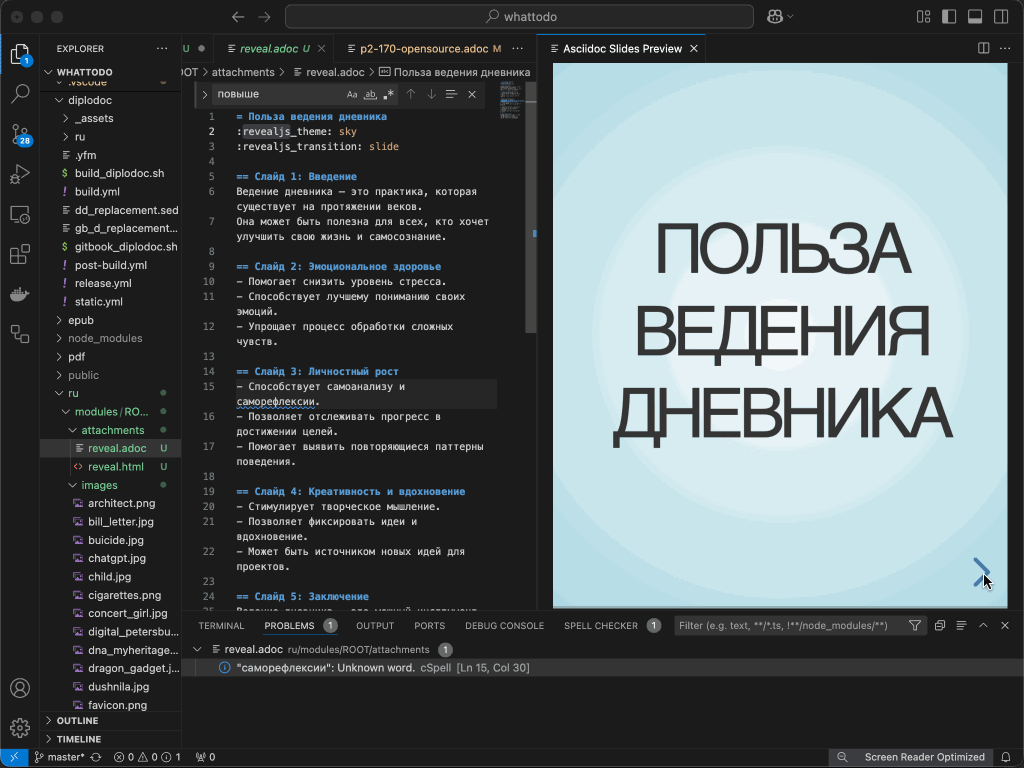 whattodo
EXPLORER
WHATTODO
.vscode
diplodoc
_assets
ru
.yfm
$ build_diplodoc.sh
! build.yml
dd_replacement.sed
gb_d_replacement...
$ gitbook_diplodoc.sh
! post-build.yml
! release.yml
! static.yml
epub
node_modules
pdf
public
ru
modules / RO...
attachments
reveal.adoc U
<> reveal.html U
images
architect.png
bill_letter.jpg
buicide.jpg
chatgpt.jpg
child.jpg
cigarettes.png
concert_girl.jpg
digital_petersbu...
dna_myheritage...
dragon_gadget.j...
dushnila.jpg
favicon.png
OUTLINE
TIMELINE
1
28
U
reveal.adoc U
p2-170-opensource.adoc M
OOT > attachments > reveal.adoc > Польза ведения дневника
повыше
Aa ab
1 = Польза ведения дневника
2 :revealjs_theme: sky
3 :revealjs_transition: slide
4
5 == Слайд 1: Введение
6 Ведение дневника — это практика, которая
существует на протяжении веков.
7 Она может быть полезна для всех, кто хочет
улучшить свою жизнь и самосознание.
8
9 == Слайд 2: Эмоциональное здоровье
10 - Помогает снизить уровень стресса.
11 - Способствует лучшему пониманию своих
эмоций.
12 - Упрощает процесс обработки сложных
чувств.
13
14 == Слайд 3: Личностный рост
15 - Способствует самоанализу и
саморефлексии.
16 - Позволяет отслеживать прогресс в
достижении целей.
17 - Помогает выявить повторяющиеся паттерны
поведения.
18
19 == Слайд 4: Креативность и вдохновение
20 - Стимулирует творческое мышление.
21 - Позволяет фиксировать идеи и
вдохновение.
22 - Может быть источником новых идей для
проектов.
23
24 == Слайд 5: Заключение
Asciidoc Slides Preview
ПОЛЬЗА
ВЕДЕНИЯ
ДНЕВНИКА
TERMINAL PROBLEMS 1 OUTPUT PORTS DEBUG CONSOLE SPELL CHECKER 1
Filter (e.g. text, **/*.ts, !**/node_modules/**)
reveal.adoc ru/modules/ROOT/attachments 1
"саморефлексии": Unknown word. cSpell [Ln 15, Col 30]
master* 0 0 1 0
Screen Reader Optimized